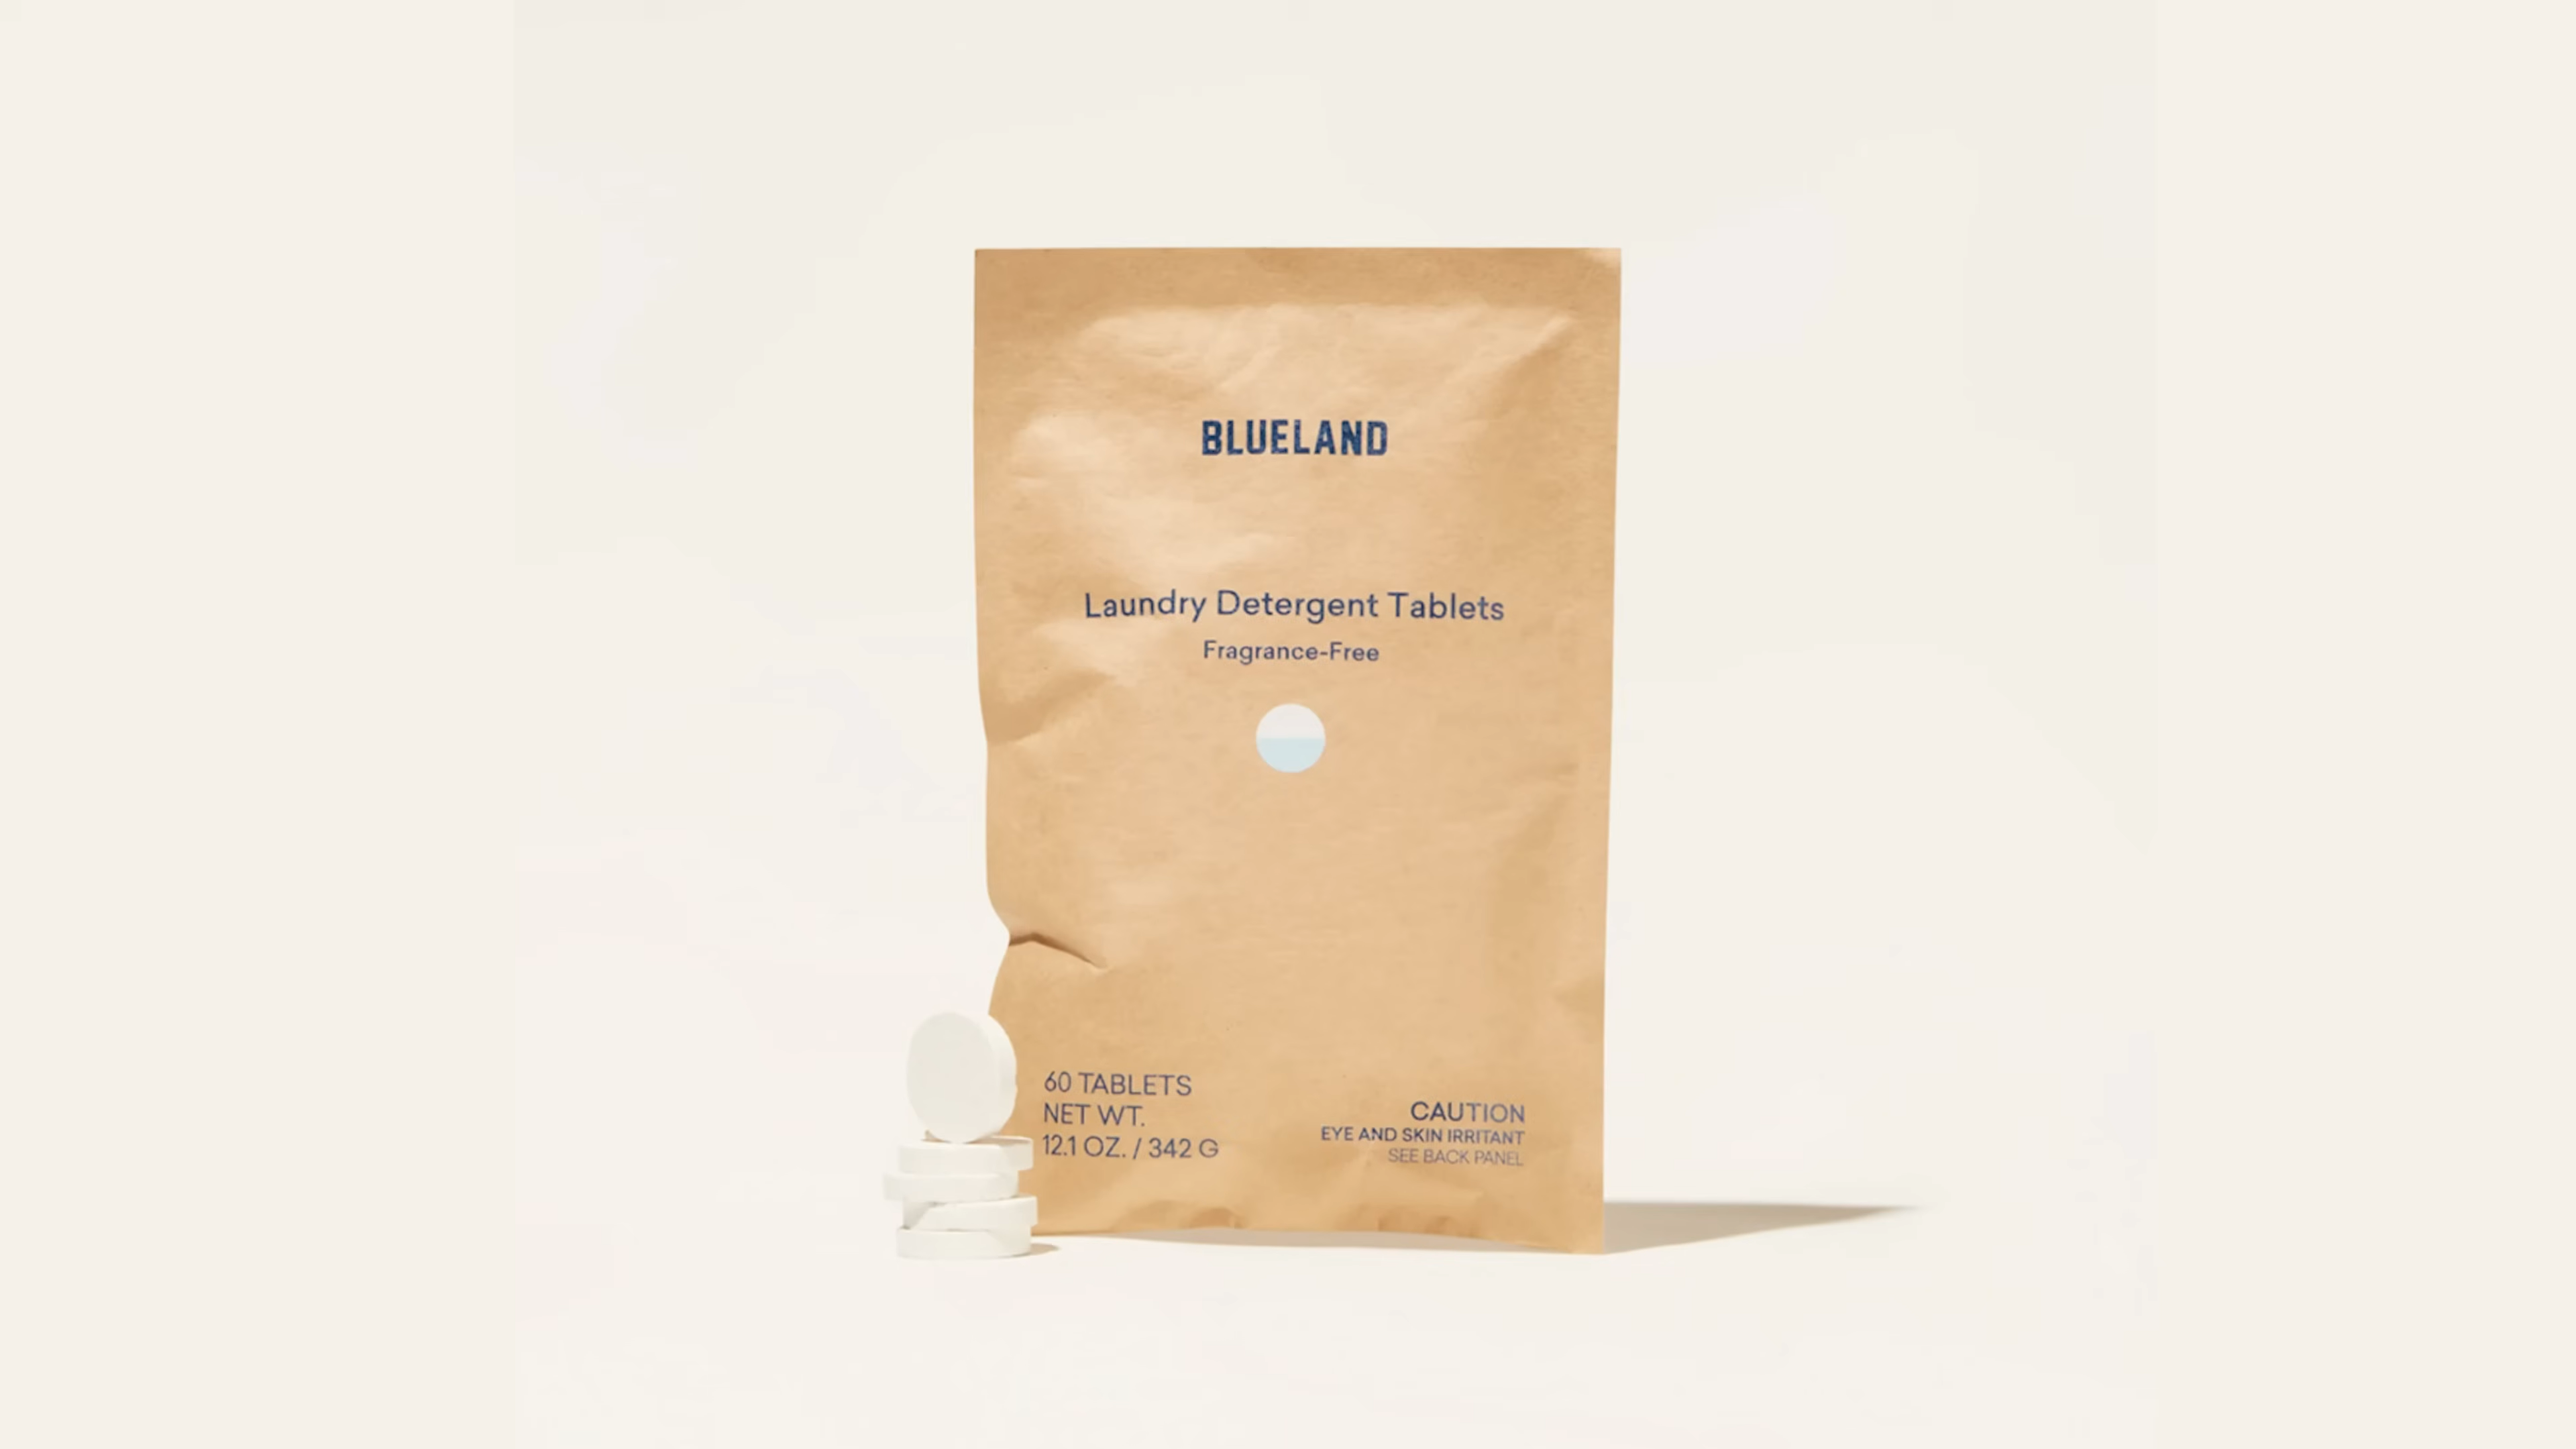 BLUELAND
Laundry Detergent Tablets
Fragrance-Free
60 TABLETS
NET WT.
12.1 OZ. / 342 G
CAUTION
EYE AND SKIN IRRITANT
SEE BACK PANEL